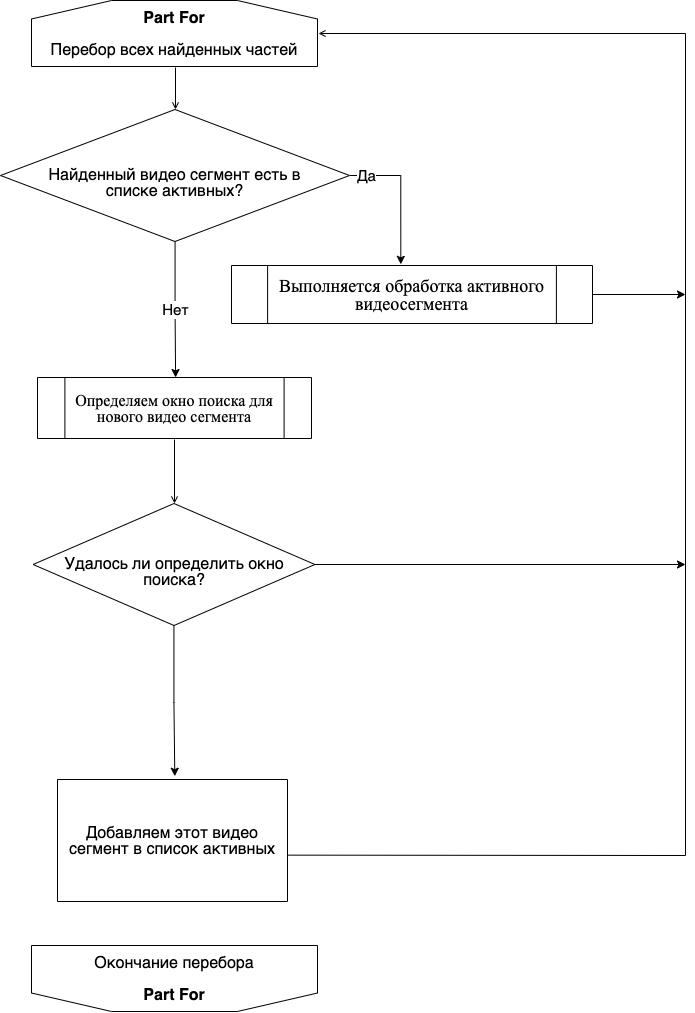 Part For
Перебор всех найденных частей
Найденный видео сегмент есть в
списке активных?
Да
Выполняется обработка активного
видеосегмента
Нет
Определяем окно поиска для
нового видео сегмента
Удалось ли определить окно
поиска?
Добавляем этот видео
сегмент в список активных
Окончание перебора
Part For